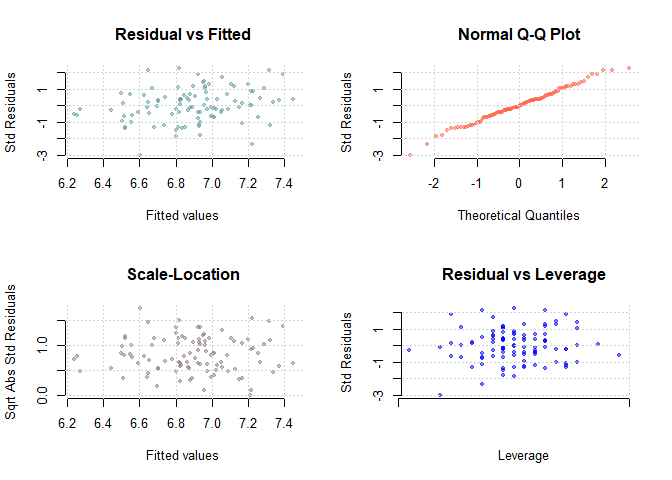 Residual vs Fitted
Std Residuals
1
-1
-3
6.2 6.4 6.6 6.8 7.0 7.2 7.4
Fitted values
Normal Q-Q Plot
Std Residuals
1
-1
-3
-2 -1 0 1 2
Theoretical Quantiles
Scale-Location
Sqrt Abs Std Residuals
1.0
0.0
6.2 6.4 6.6 6.8 7.0 7.2 7.4
Fitted values
Residual vs Leverage
Std Residuals
1
-1
-3
Leverage